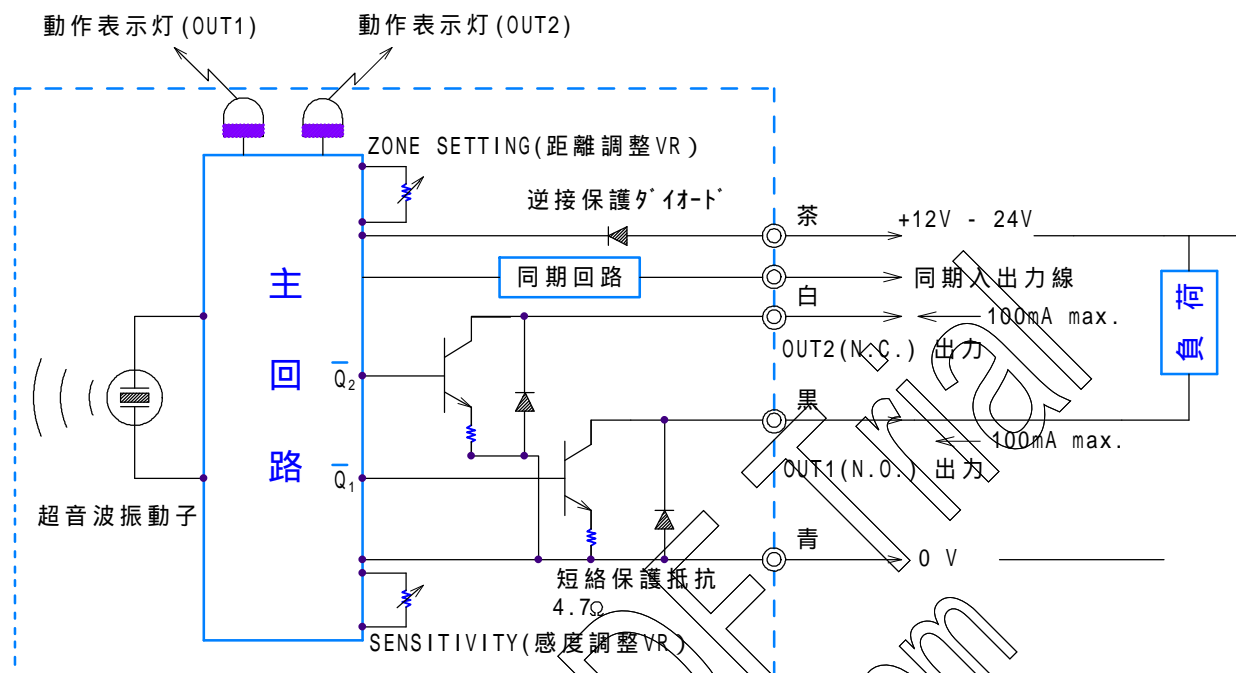 動作表示灯(OUT1)
動作表示灯(OUT2)
ZONE SETTING(距離調整VR)
逆接保護ダイオード
茶
+12V - 24V
同期回路
同期入出力線
白
100mA max.
OUT2(N.C.) 出力
負荷
主回路
Q2
黒
100mA max.
OUT1(N.O.) 出力
Q1
超音波振動子
青
0 V
短絡保護抵抗
4.7Ω
SENSITIVITY(感度調整VR)
Trial